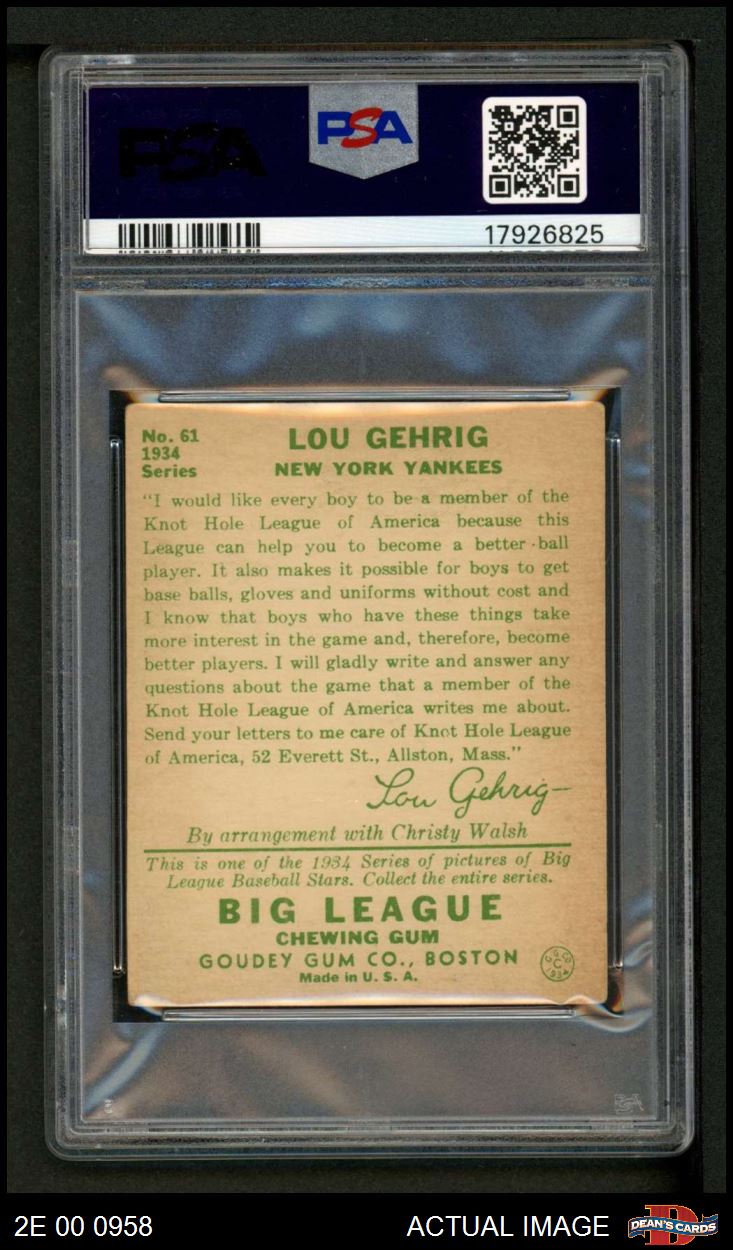 PSA
PSA
17926825
No. 61
1934
Series
LOU GEHRIG
NEW YORK YANKEES
"I would like every boy to be a member of the
Knot Hole League of America because this
League can help you to become a better ball
player. It also makes it possible for boys to get
base balls, gloves and uniforms without cost and
I know that boys who have these things take
more interest in the game and, therefore, become
better players. I will gladly write and answer any
questions about the game that a member of the
Knot Hole League of America writes me about.
Send your letters to me care of Knot Hole League
of America, 52 Everett St., Allston, Mass."
Lou Gehrig
By arrangement with Christy Walsh
This is one of the 1934 Series of pictures of Big
League Baseball Stars. Collect the entire series.
BIG LEAGUE
CHEWING GUM
GOUDEY GUM CO., BOSTON
Made in U. S. A.
G.G.CO.
C
1934
PSA
2E 00 0958
ACTUAL IMAGE
DEAN'S CARDS